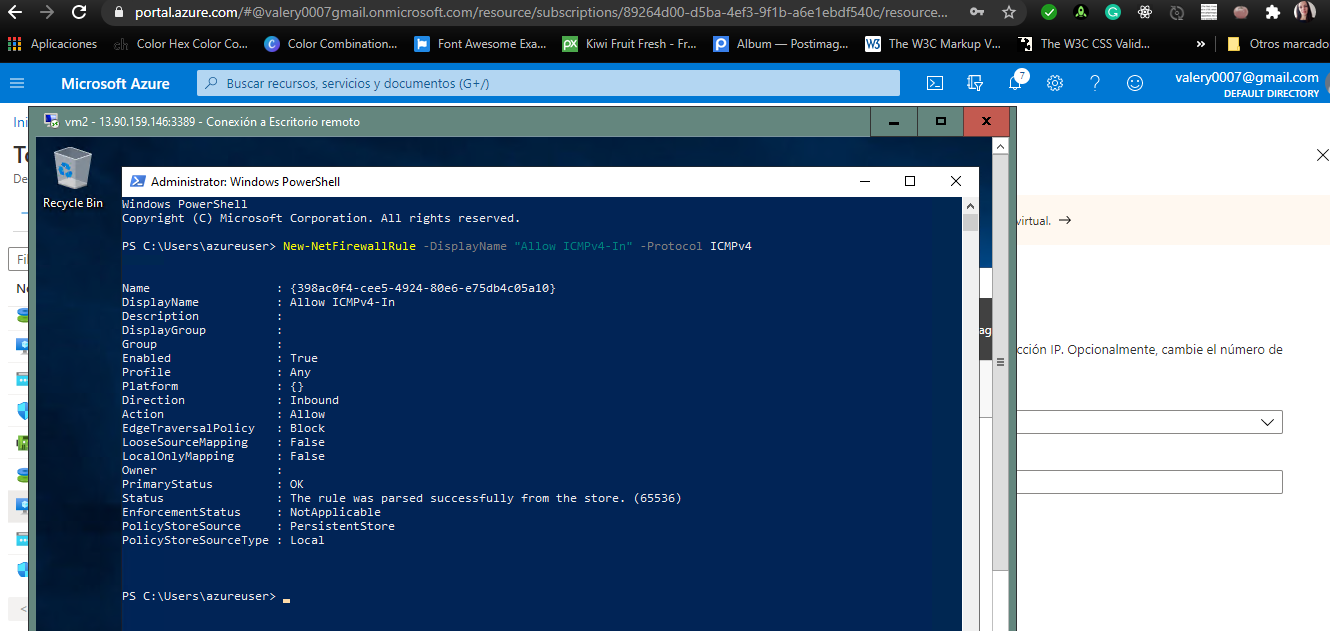 portal.azure.com/#@valery0007gmail.onmicrosoft.com/resource/subscriptions/89264d00-d5ba-4ef3-9f1b-a6e1ebdf540c/resource...
Aplicaciones
Color Hex Color Co...
Color Combination...
Font Awesome Exa...
Kiwi Fruit Fresh - Fr...
Album — Postimag...
The W3C Markup V...
The W3C CSS Valid...
»
Otros marcado
Microsoft Azure
Buscar recursos, servicios y documentos (G+/)
7
valery0007@gmail.com
DEFAULT DIRECTORY
Ini
vm2 - 13.90.159.146:3389 - Conexión a Escritorio remoto
Recycle Bin
Administrator: Windows PowerShell
Windows PowerShell
Copyright (C) Microsoft Corporation. All rights reserved.
PS C:\Users\azureuser> New-NetFirewallRule -DisplayName "Allow ICMPv4-In" -Protocol ICMPv4
Name : {398ac0f4-cee5-4924-80e6-e75db4c05a10}
DisplayName : Allow ICMPv4-In
Description :
DisplayGroup :
Group :
Enabled : True
Profile : Any
Platform : {}
Direction : Inbound
Action : Allow
EdgeTraversalPolicy : Block
LooseSourceMapping : False
LocalOnlyMapping : False
Owner :
PrimaryStatus : OK
Status : The rule was parsed successfully from the store. (65536)
EnforcementStatus : NotApplicable
PolicyStoreSource : PersistentStore
PolicyStoreSourceType : Local
PS C:\Users\azureuser>
virtual. →
ag
cción IP. Opcionalmente, cambie el número de